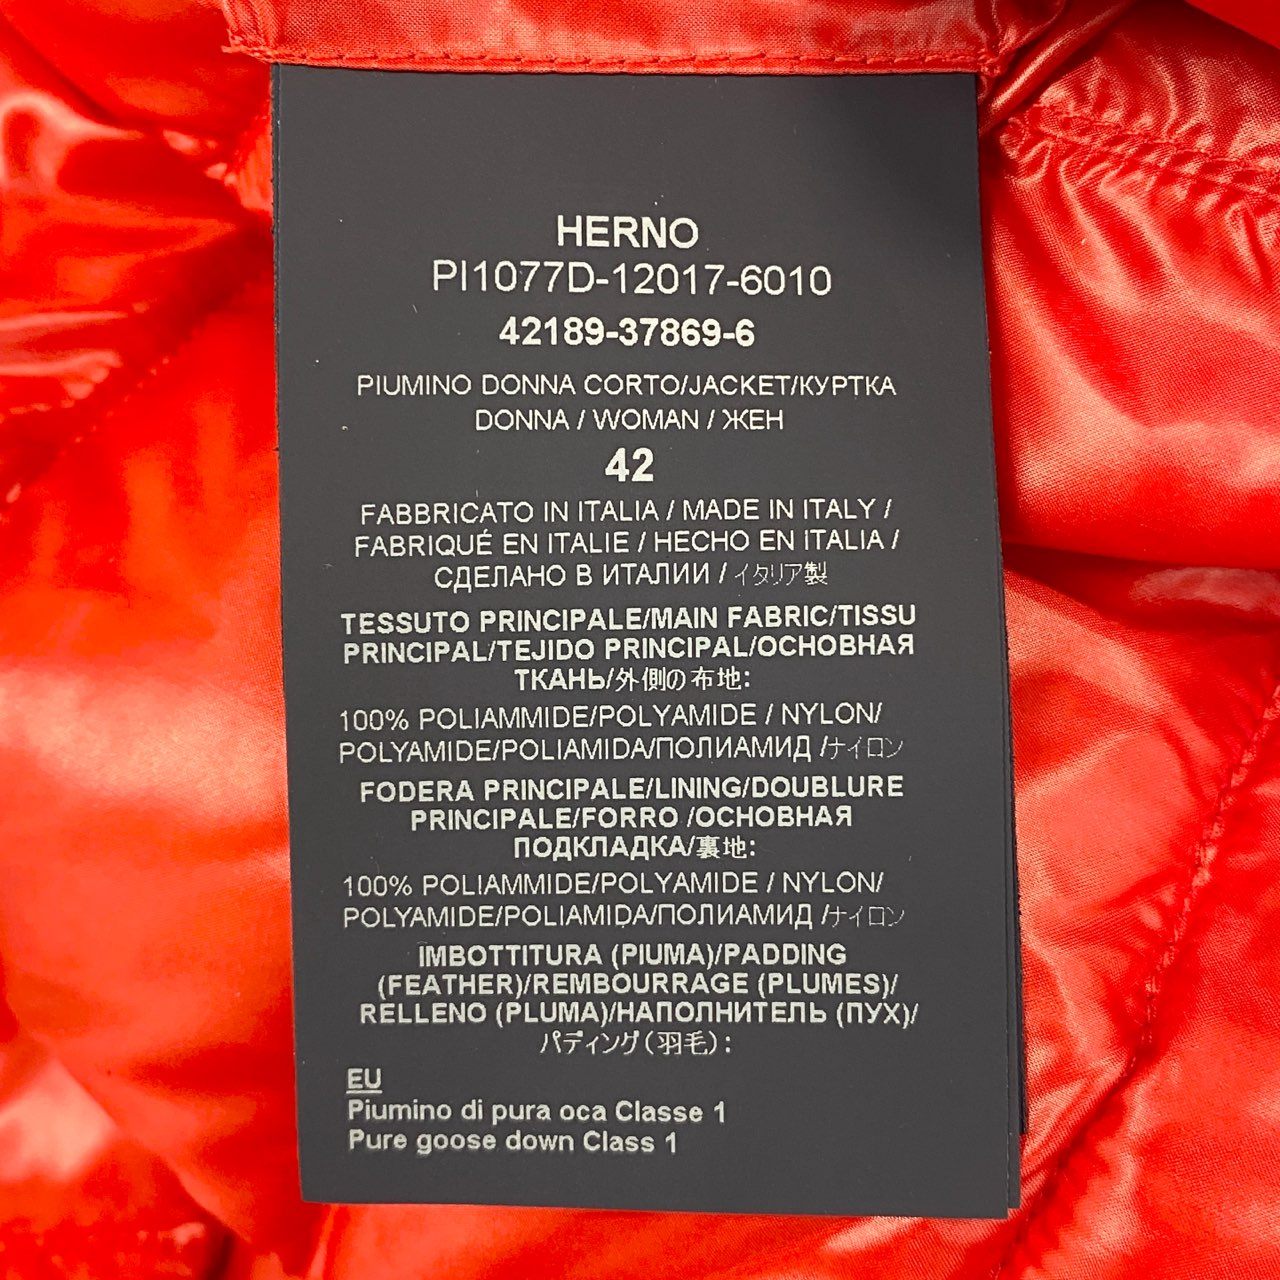 HERNO
PI1077D-12017-6010
42189-37869-6
PIUMINO DONNA CORTO/JACKET/КУРТКА
DONNA / WOMAN / ЖЕН
42
FABBRICATO IN ITALIA / MADE IN ITALY /
FABRIQUÉ EN ITALIE / HECHO EN ITALIA /
СДЕЛАНО В ИТАЛИИ / イタリア製
TESSUTO PRINCIPALE/MAIN FABRIC/TISSU
PRINCIPAL/TEJIDO PRINCIPAL/ОСНОВНАЯ
ТКАНЬ/外側の布地:
100% POLIAMMIDE/POLYAMIDE / NYLON/
POLYAMIDE/POLIAMIDA/ПОЛИАМИД /ナイロン
FODERA PRINCIPALE/LINING/DOUBLURE
PRINCIPALE/FORRO /ОСНОВНАЯ
ПОДКЛАДКА/裏地:
100% POLIAMMIDE/POLYAMIDE / NYLON/
POLYAMIDE/POLIAMIDA/ПОЛИАМИД /ナイロン
IMBOTTITURA (PIUMA)/PADDING
(FEATHER)/REMBOURRAGE (PLUMES)/
RELLENO (PLUMA)/НАПОЛНИТЕЛЬ (ПУХ)/
パディング(羽毛):
EU
Piumino di pura oca Classe 1
Pure goose down Class 1